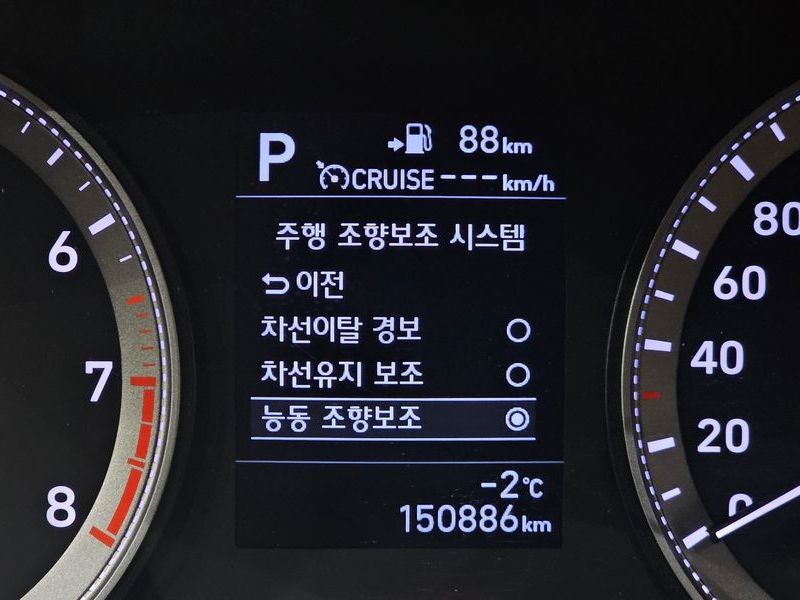 P 88km
CRUISE---km/h
주행 조향보조 시스템
이전
차선이탈 경보
차선유지 보조
능동 조향보조
-2℃
150886km
6
7
8
80
60
40
20
0